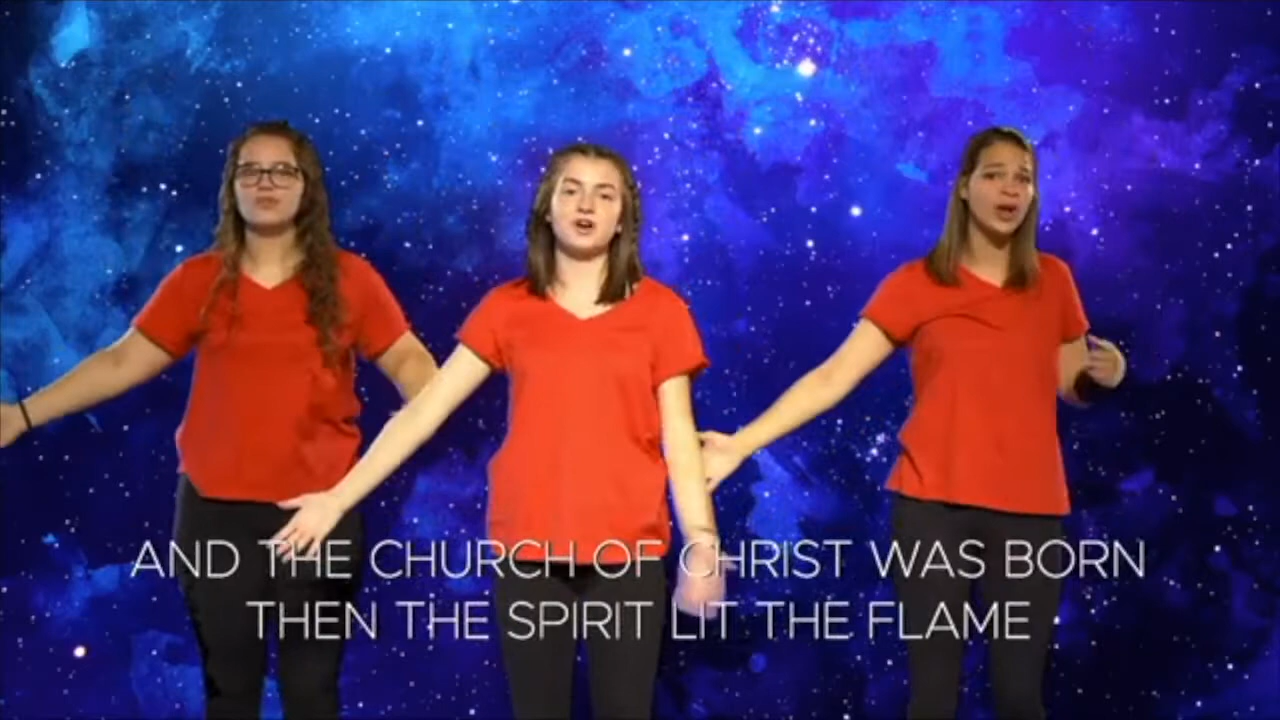 AND THE CHURCH OF CHRIST WAS BORN
THEN THE SPIRIT LIT THE FLAME